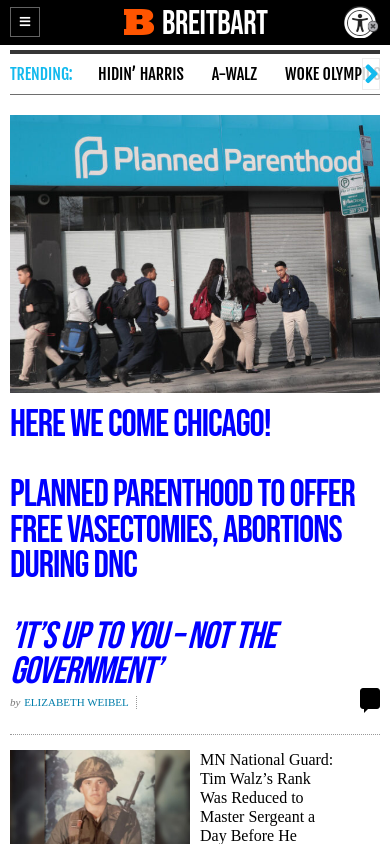 BREITBART
TRENDING: HIDIN’ HARRIS A-WALZ WOKE OLYMP
Planned Parenthood
HERE WE COME CHICAGO!
PLANNED PARENTHOOD TO OFFER
FREE VASECTOMIES, ABORTIONS
DURING DNC
’IT’S UP TO YOU – NOT THE
GOVERNMENT’
by ELIZABETH WEIBEL
MN National Guard:
Tim Walz’s Rank
Was Reduced to
Master Sergeant a
Day Before He